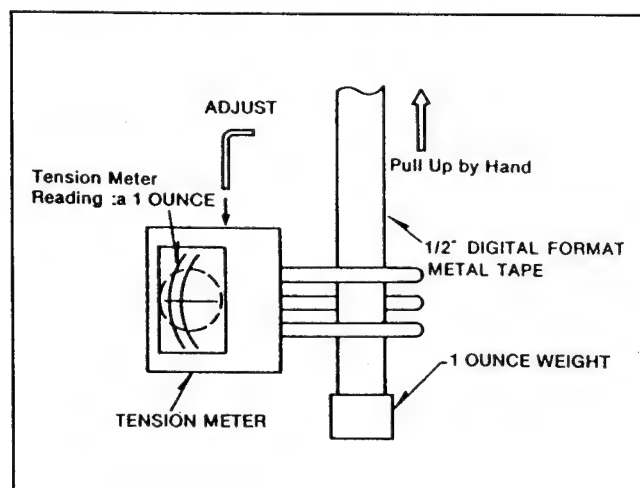 ADJUST
Tension Meter
Reading :a 1 OUNCE
Pull Up by Hand
1/2" DIGITAL FORMAT
METAL TAPE
1 OUNCE WEIGHT
TENSION METER